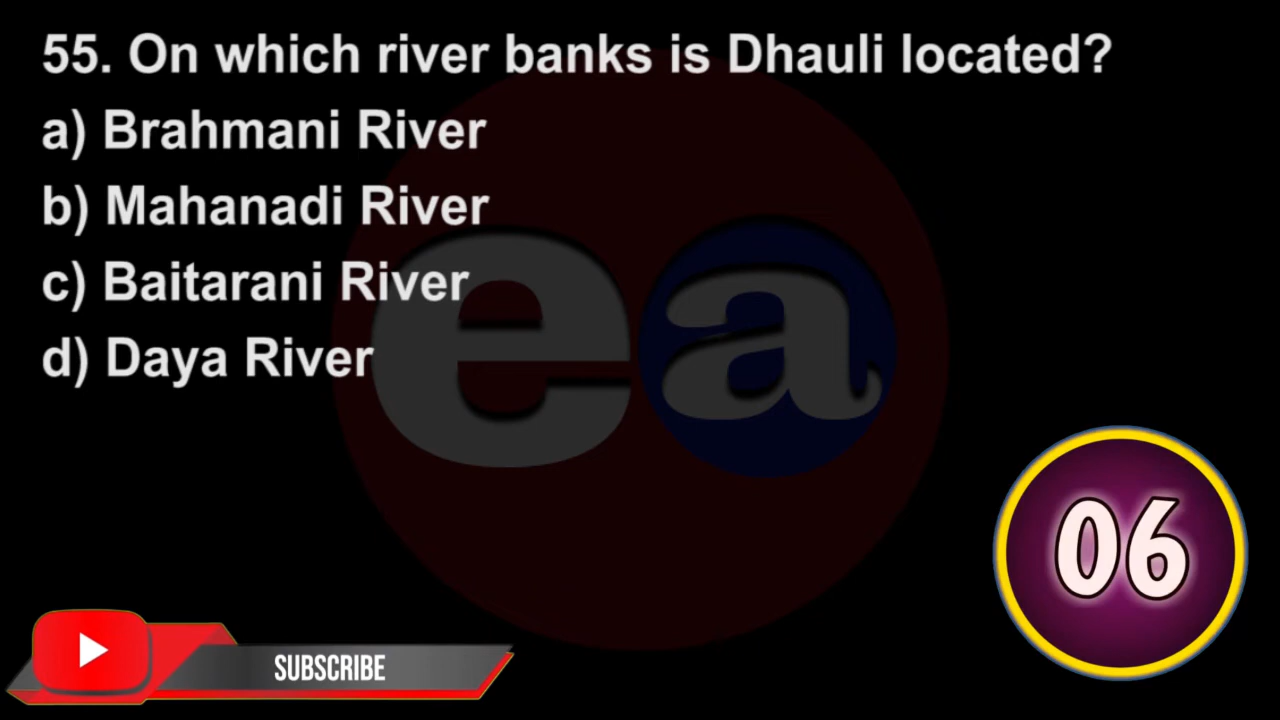 55. On which river banks is Dhauli located?
a) Brahmani River
b) Mahanadi River
c) Baitarani River
d) Daya River
ea
06
SUBSCRIBE